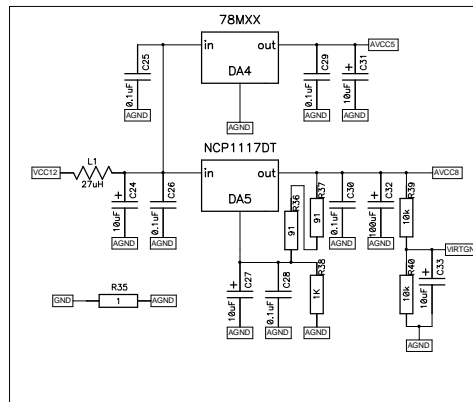 78MXX
in
out
DA4
C25
0.1uF
AGND
AGND
C29
0.1uF
AGND
+
C31
10uF
AGND
AVCC5
NCP1117DT
in
out
DA5
VCC12
L1
27uH
+
C24
10uF
AGND
C26
0.1uF
AGND
R36
91
R37
91
C30
0.1uF
AGND
+
C32
100uF
AGND
R39
10k
AVCC8
VIRTGN
R40
10k
+
C33
10uF
AGND
+
C27
10uF
AGND
C28
0.1uF
AGND
R38
1K
AGND
GND
R35
1
AGND